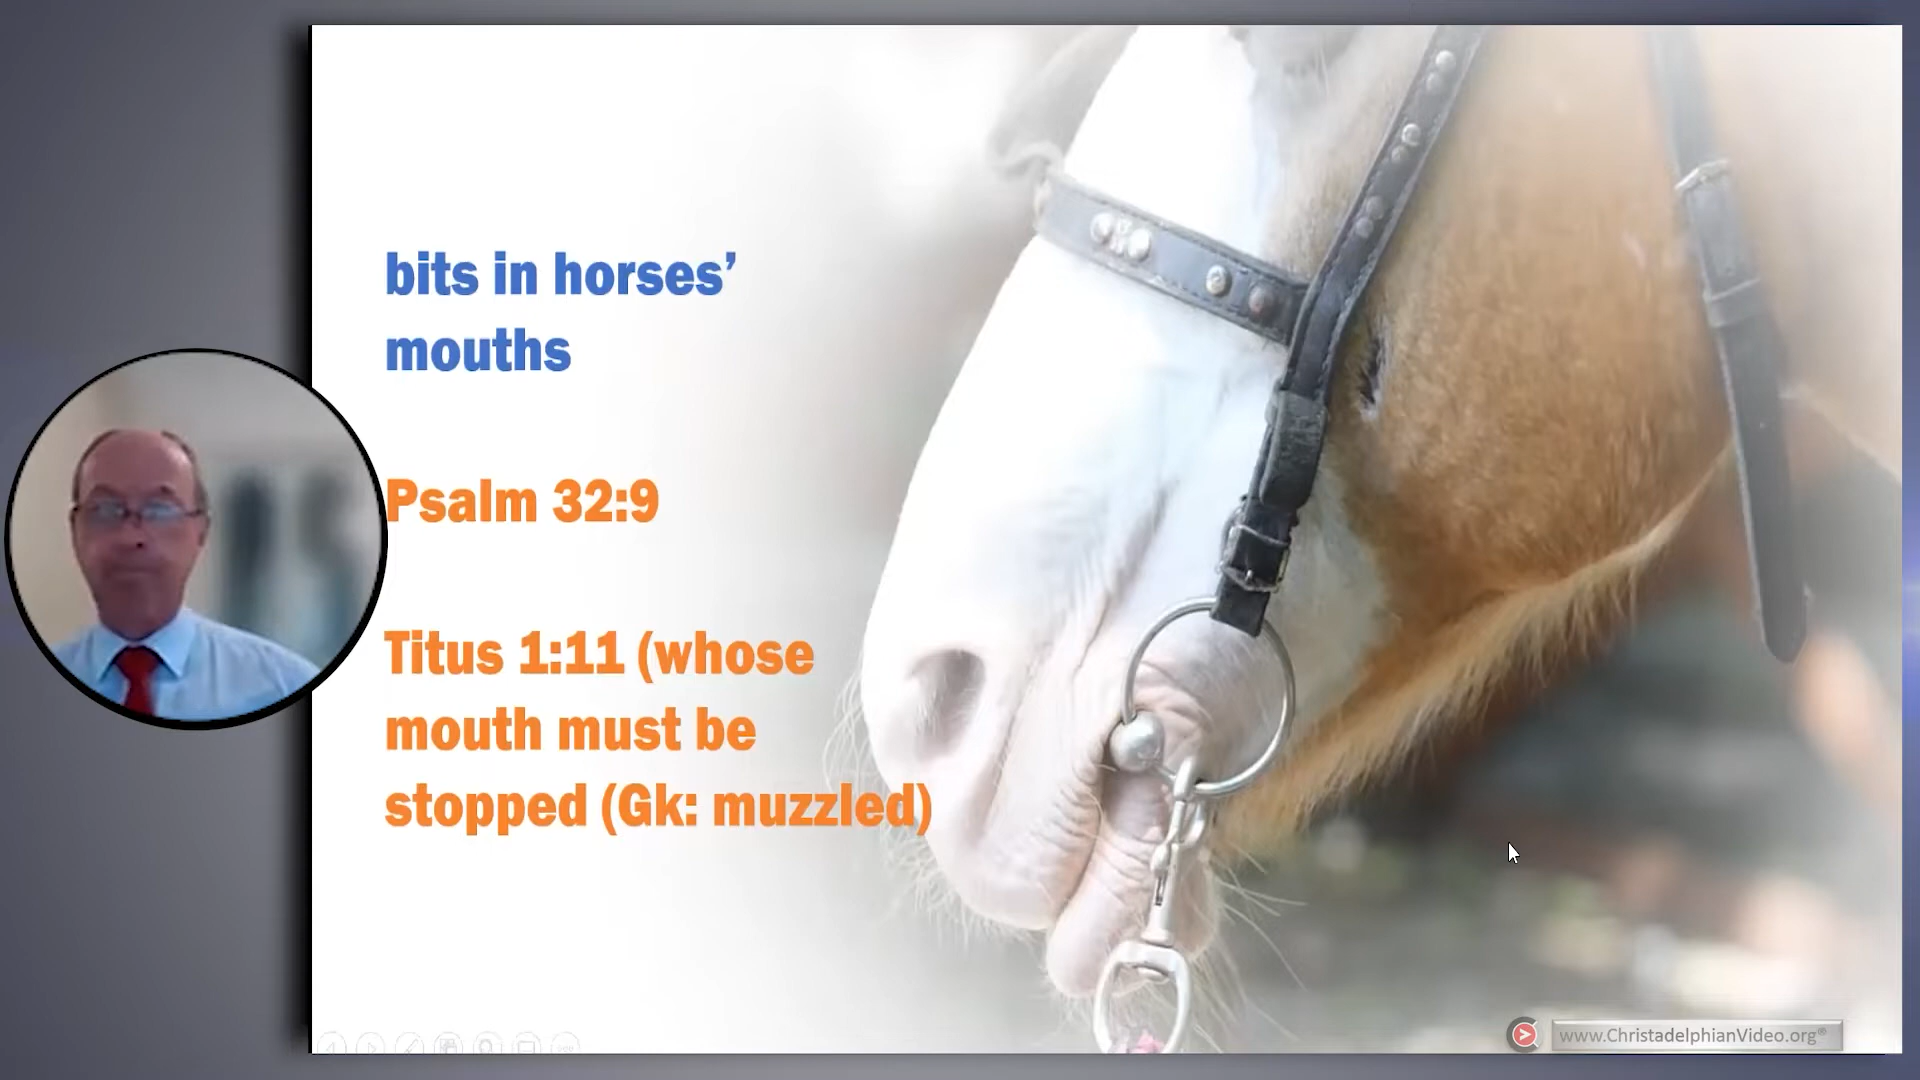 bits in horses’
mouths
Psalm 32:9
Titus 1:11 (whose
mouth must be
stopped (Gk: muzzled)
www.ChristadelphianVideo.org®